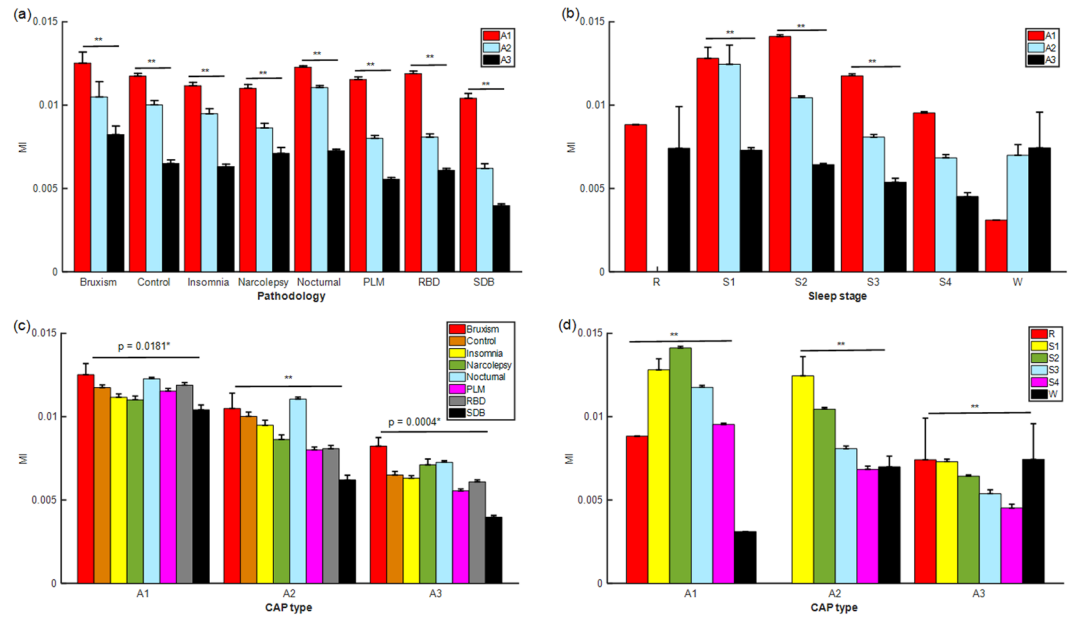 (a)
0.015
0.01
0.005
0
MI
** ** ** ** ** ** ** **
A1
A2
A3
Bruxism Control Insomnia Narcolepsy Nocturnal PLM RBD SDB
Pathodology
(b)
0.015
0.01
0.005
0
MI
** ** ** **
A1
A2
A3
R S1 S2 S3 S4 W
Sleep stage
(c)
0.015
0.01
0.005
0
MI
p = 0.0181*
**
p = 0.0004*
Bruxism
Control
Insomnia
Narcolepsy
Nocturnal
PLM
RBD
SDB
A1 A2 A3
CAP type
(d)
0.015
0.01
0.005
0
MI
** ** **
R
S1
S2
S3
S4
W
A1 A2 A3
CAP type